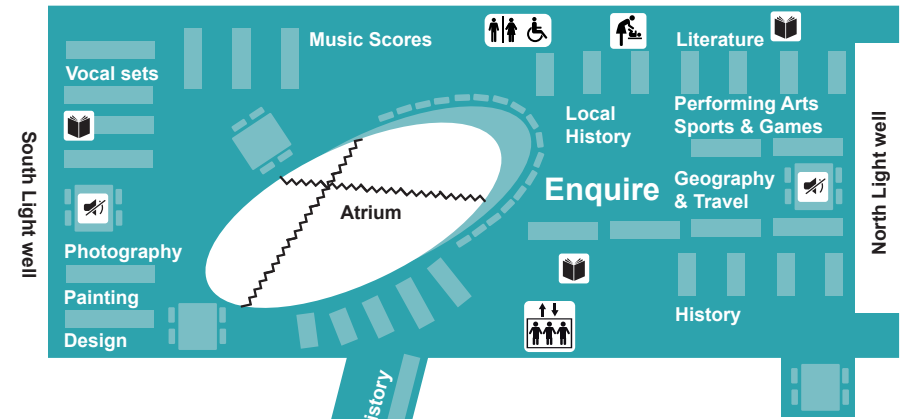 Music Scores
Literature
Vocal sets
Local
History
Performing Arts
Sports & Games
South Light well
North Light well
Enquire
Geography
& Travel
Atrium
Photography
Painting
Design
History